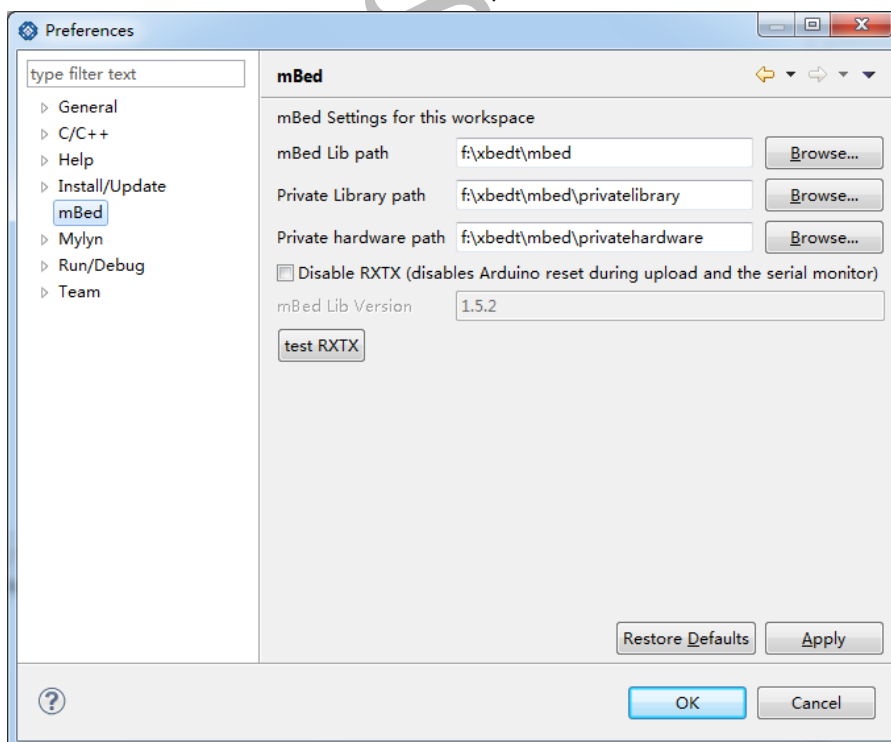 Preferences
type filter text
General
C/C++
Help
Install/Update
mBed
Mylyn
Run/Debug
Team
mBed
mBed Settings for this workspace
mBed Lib path f:\xbedt\mbed Browse...
Private Library path f:\xbedt\mbed\privatelibrary Browse...
Private hardware path f:\xbedt\mbed\privatehardware Browse...
Disable RXTX (disables Arduino reset during upload and the serial monitor)
mBed Lib Version 1.5.2
test RXTX
Restore Defaults Apply
OK Cancel